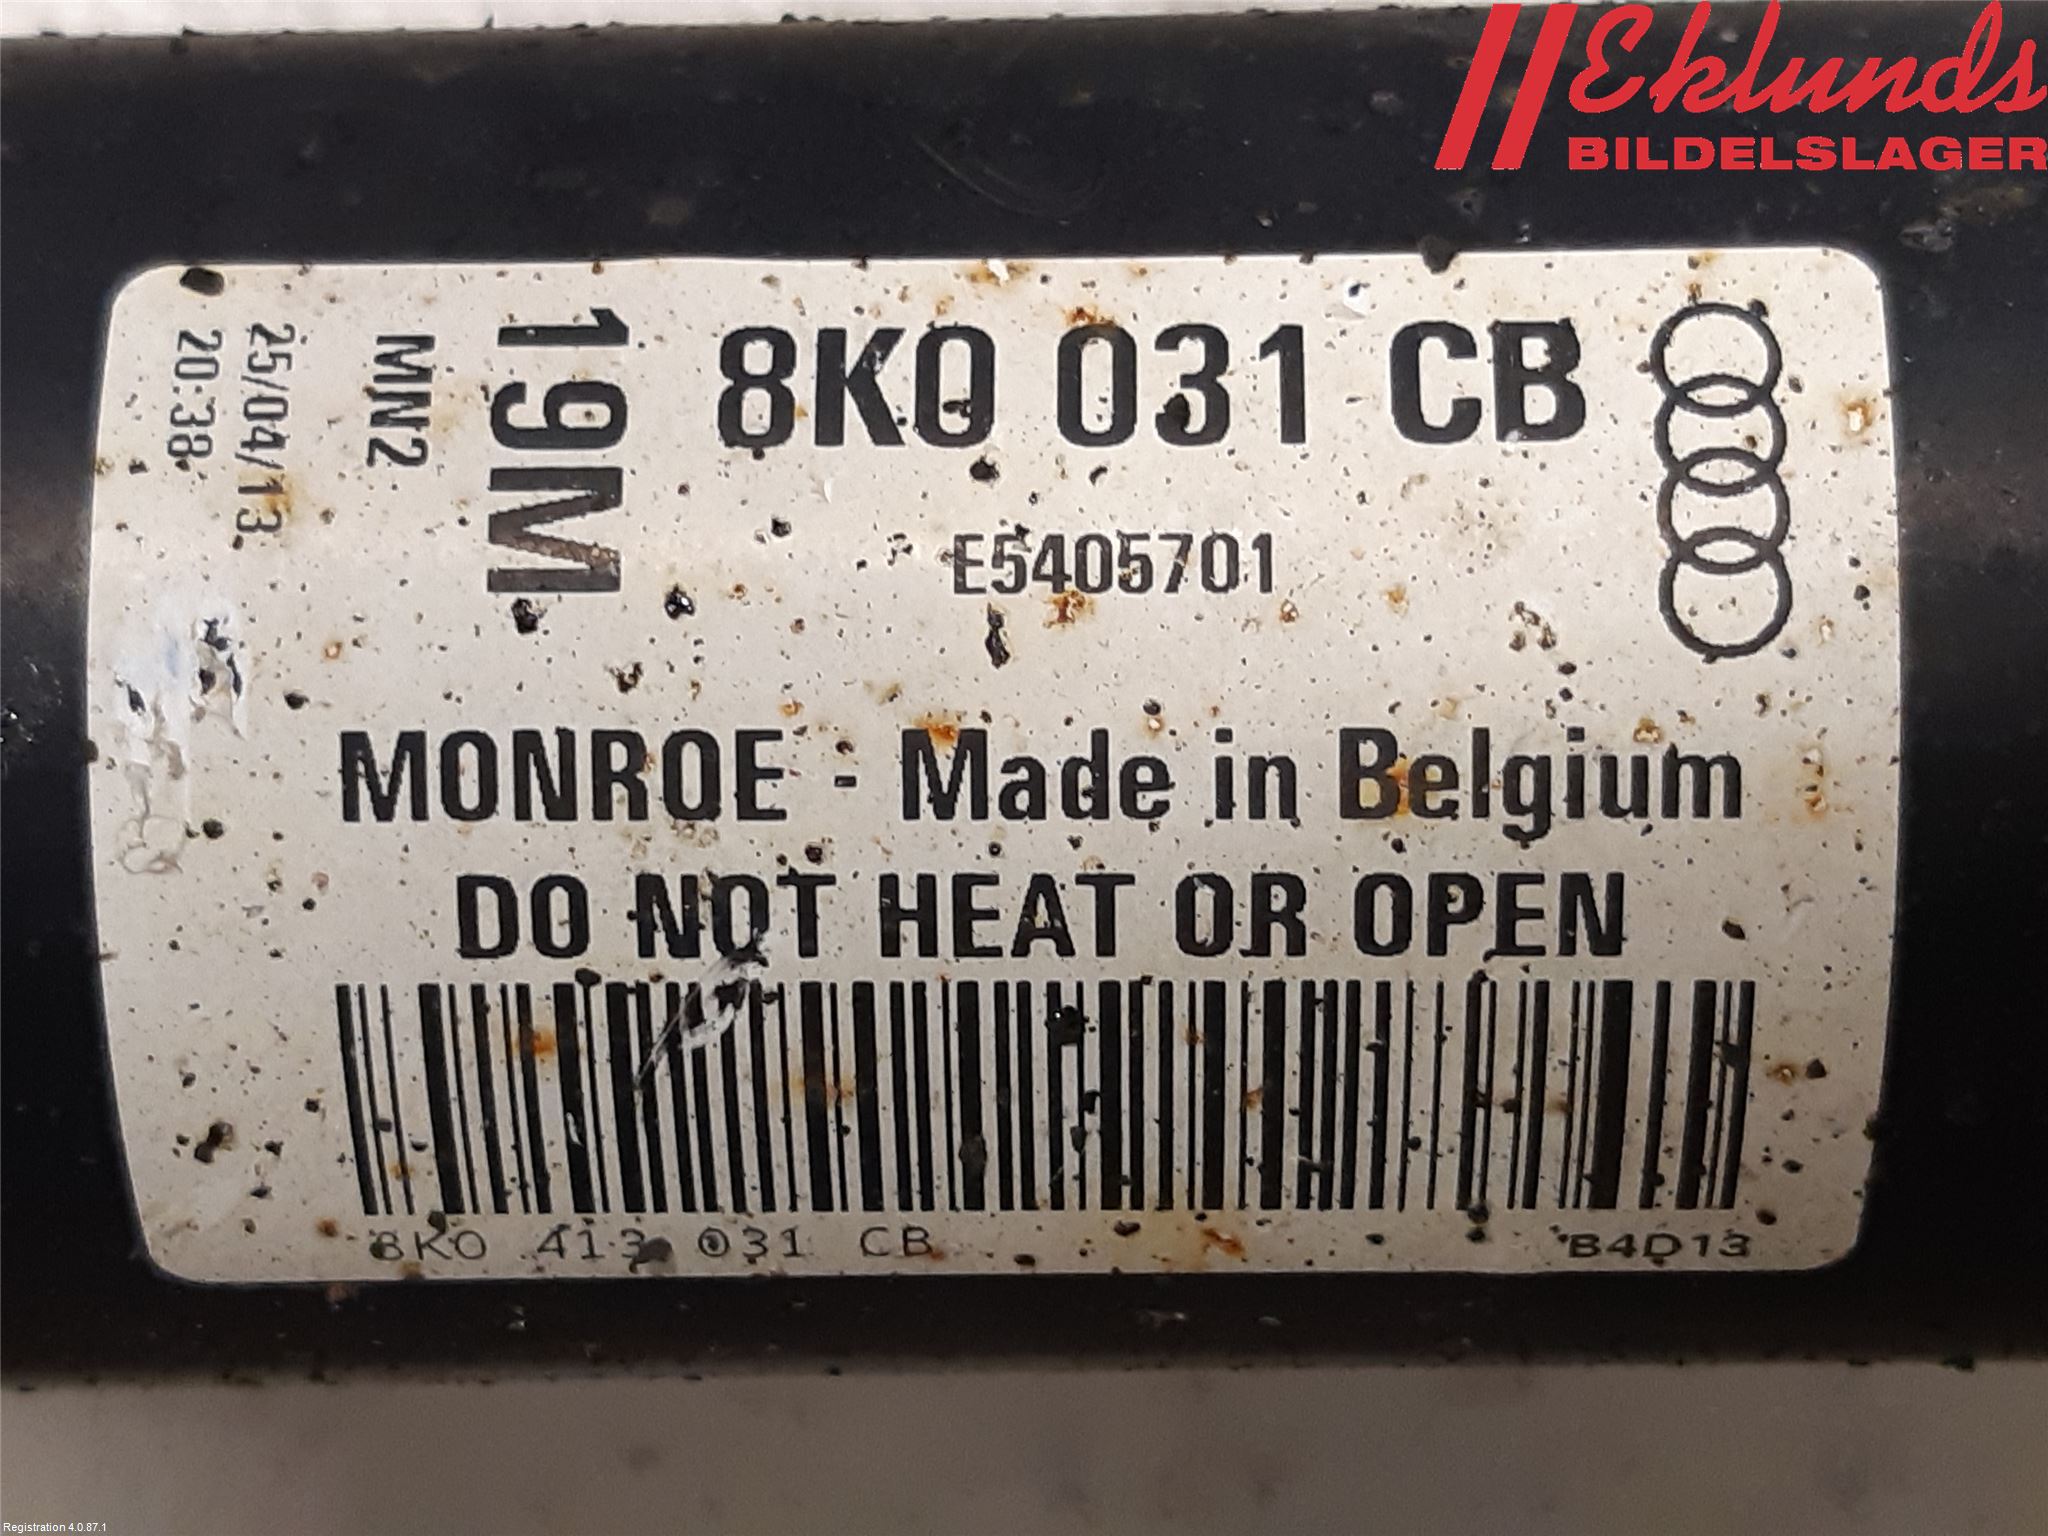 Eklunds
BILDELSLAGER
8K0 031 CB
19M
MN2
25/04/13
20:38
E5405701
MONROE - Made in Belgium
DO NOT HEAT OR OPEN
8K0 413 031 CB B4D13
Registration 4.0.87.1